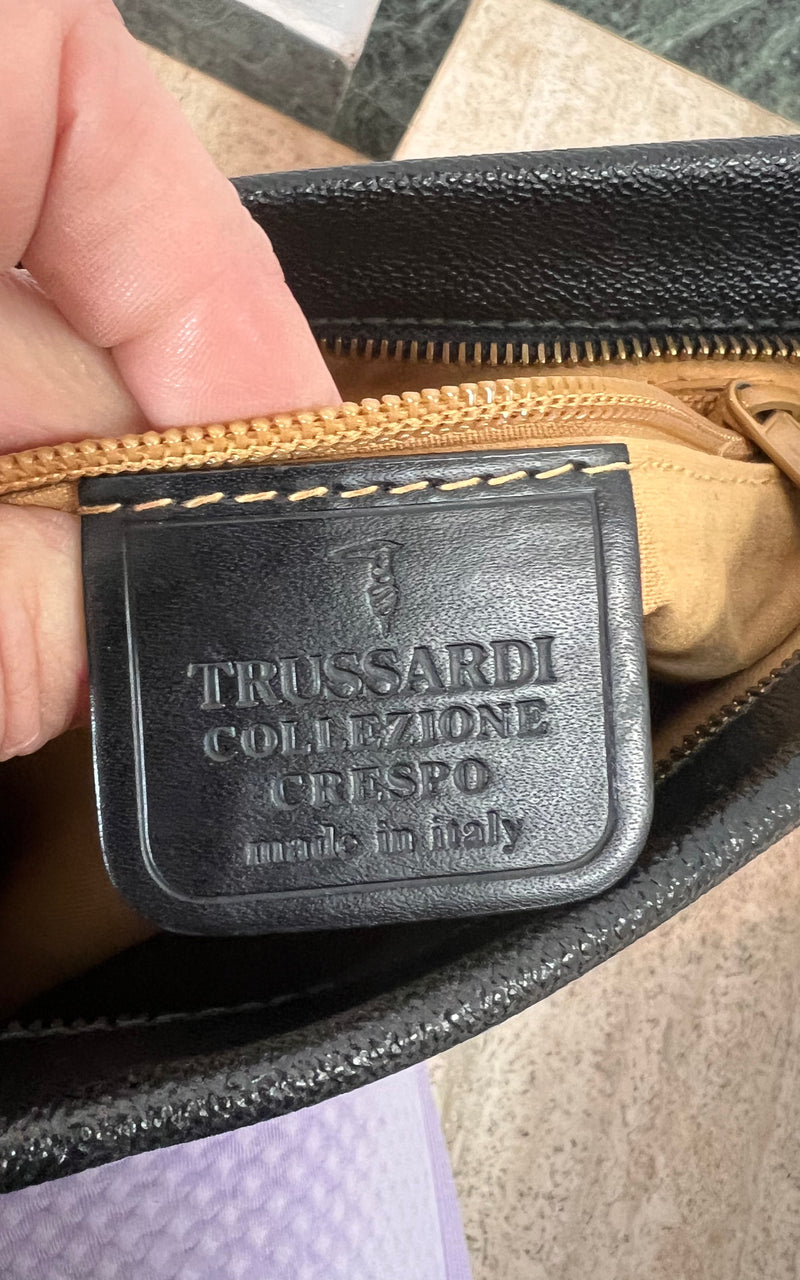 TRUSSARDI
COLLEZIONE
CRESPO
made in italy